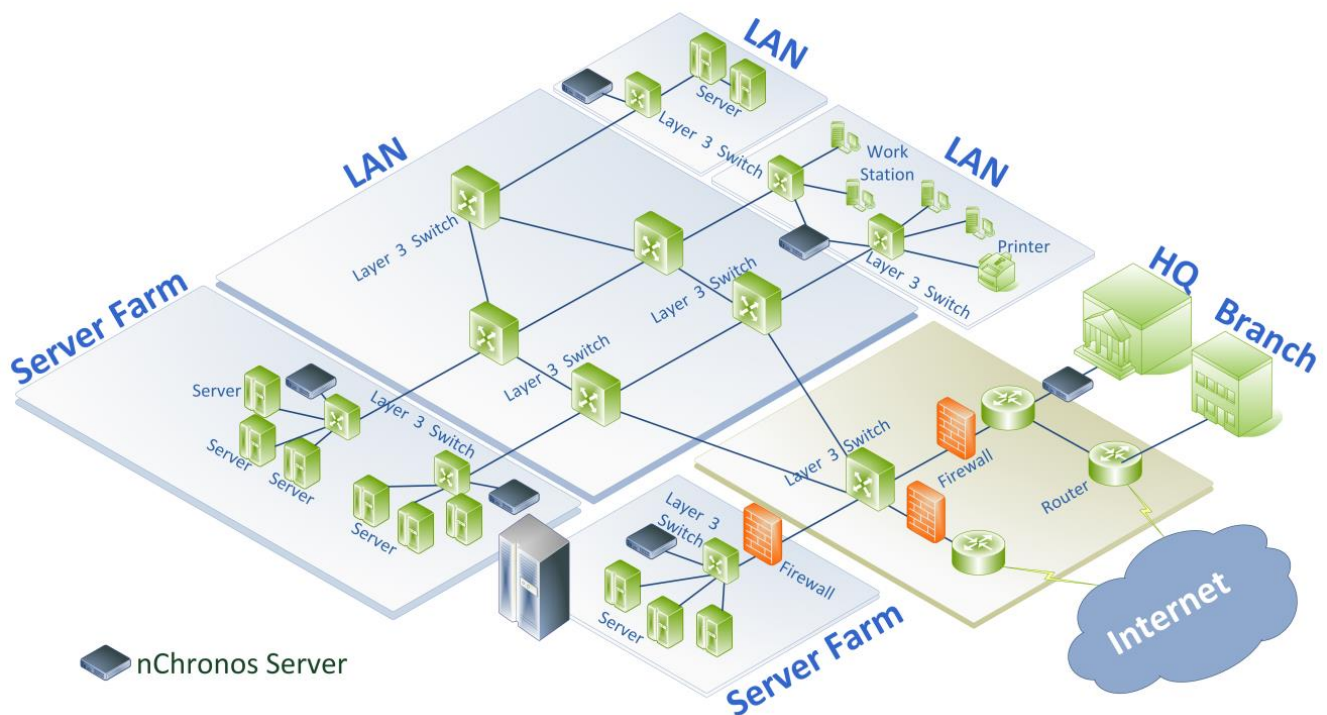 LAN
Server
Layer 3 Switch
LAN
Work
Station
LAN
Layer 3 Switch
Printer
Layer 3 Switch
Layer 3 Switch
HQ
Branch
Server Farm
Layer 3 Switch
Server
Layer 3 Switch
Server
Server
Server
Layer 3 Switch
Firewall
Router
Layer 3
Switch
Firewall
Server
Server Farm
Internet
nChronos Server